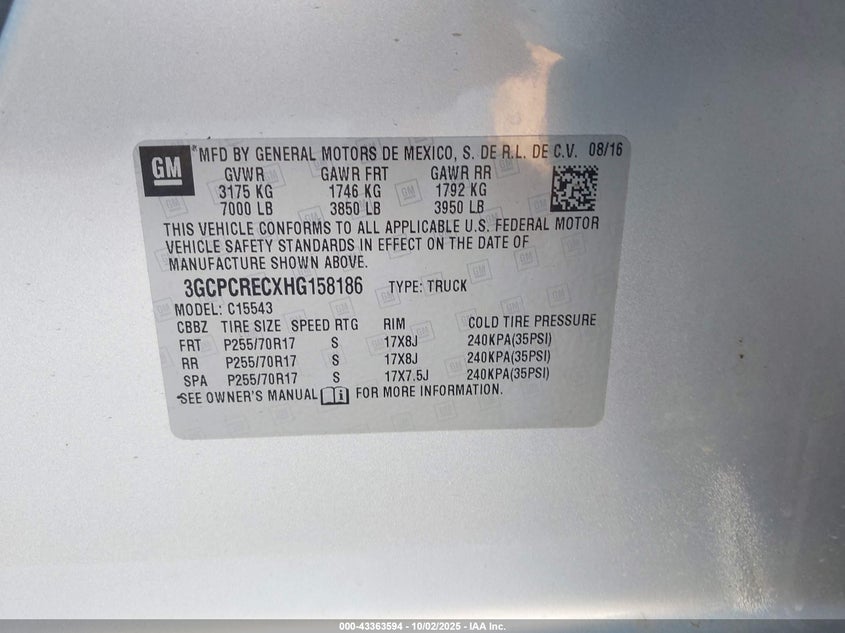 GM
*MFD BY GENERAL MOTORS DE MEXICO, S. DE R.L. DE C.V. 08/16
GVWR GAWR FRT GAWR RR
3175 KG 1746 KG 1792 KG
7000 LB 3850 LB 3950 LB
THIS VEHICLE CONFORMS TO ALL APPLICABLE U.S. FEDERAL MOTOR
VEHICLE SAFETY STANDARDS IN EFFECT ON THE DATE OF
MANUFACTURE SHOWN ABOVE.
3GCPCRECXHG158186 TYPE: TRUCK
MODEL: C15543
CBBZ TIRE SIZE SPEED RTG RIM COLD TIRE PRESSURE
FRT P255/70R17 S 17X8J 240KPA(35PSI)
RR P255/70R17 S 17X8J 240KPA(35PSI)
SPA P255/70R17 S 17X7.5J 240KPA(35PSI)
*SEE OWNER'S MANUAL i FOR MORE INFORMATION.
000-43363594 - 10/02/2025 - IAA Inc.